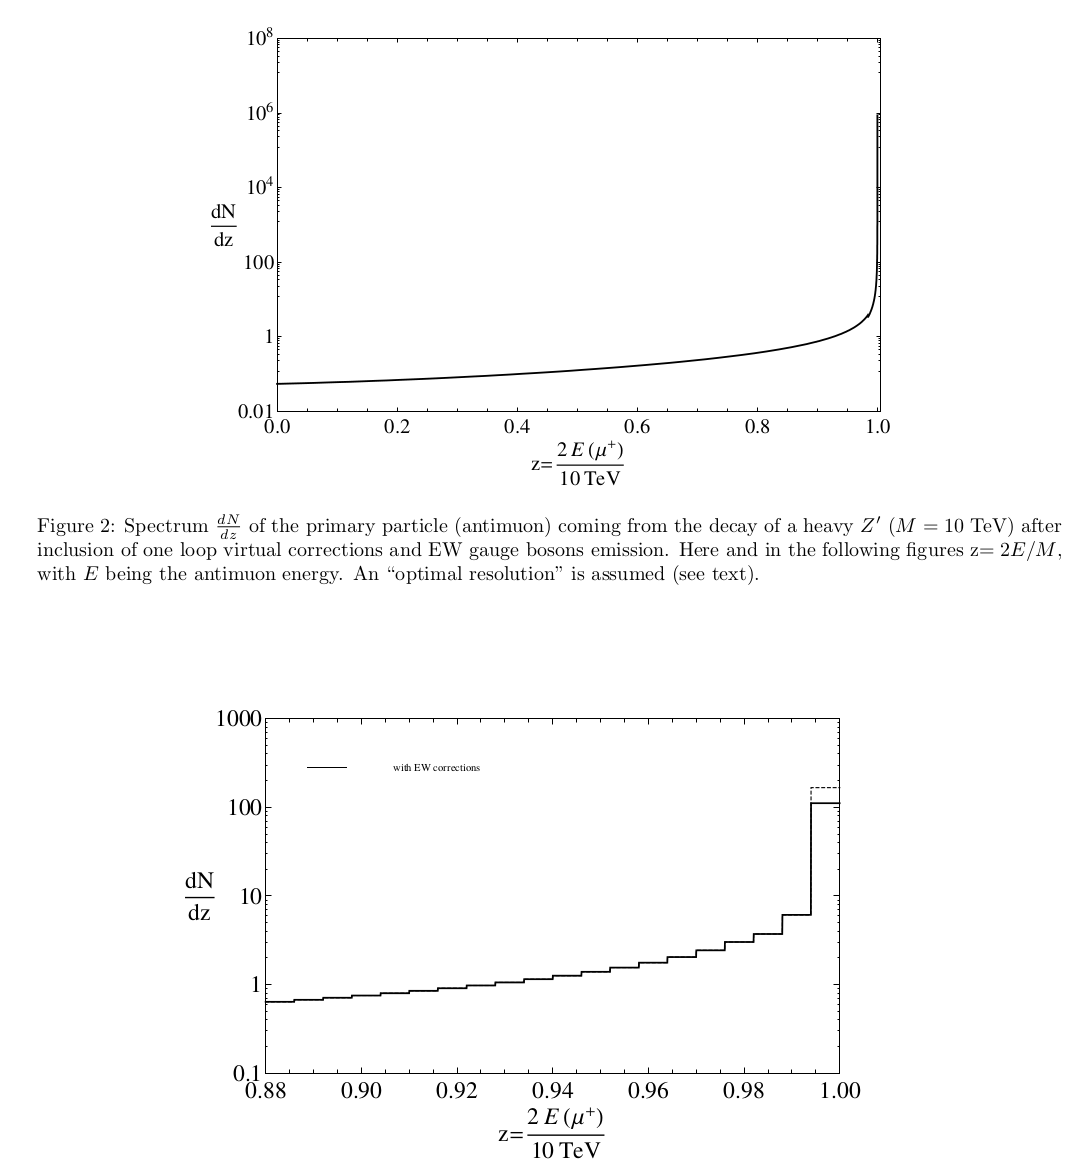 10^8
10^6
10^4
dN
dz
100
1
0.01
0.0 0.2 0.4 0.6 0.8 1.0
z= 2 E (μ+)
10 TeV
Figure 2: Spectrum dN/dz of the primary particle (antimuon) coming from the decay of a heavy Z′ (M = 10 TeV) after
inclusion of one loop virtual corrections and EW gauge bosons emission. Here and in the following figures z= 2E/M,
with E being the antimuon energy. An “optimal resolution” is assumed (see text).
1000
with EW corrections
100
dN
dz
10
1
0.1
0.88 0.90 0.92 0.94 0.96 0.98 1.00
z= 2 E (μ+)
10 TeV